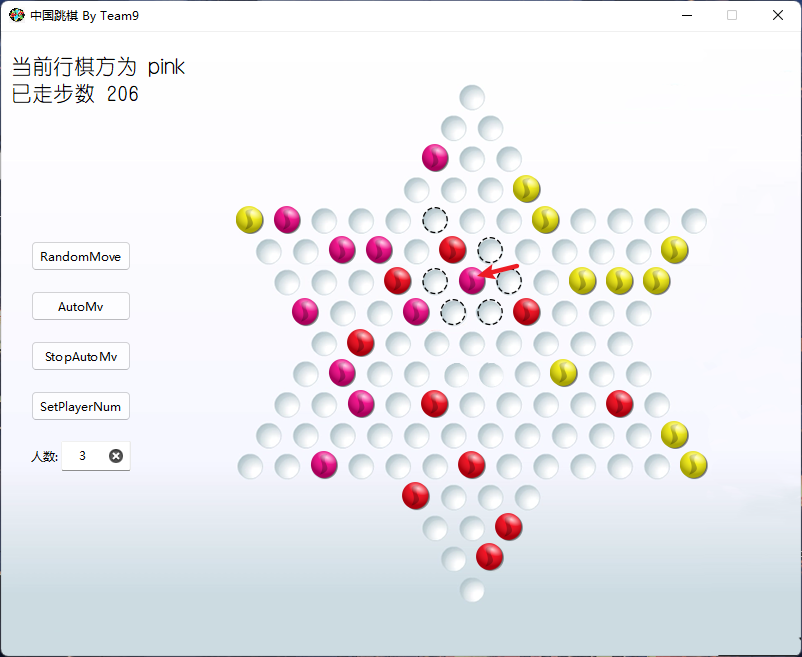 中国跳棋 By Team9
当前行棋方为 pink
已走步数 206
RandomMove
AutoMv
StopAutoMv
SetPlayerNum
人数: 3